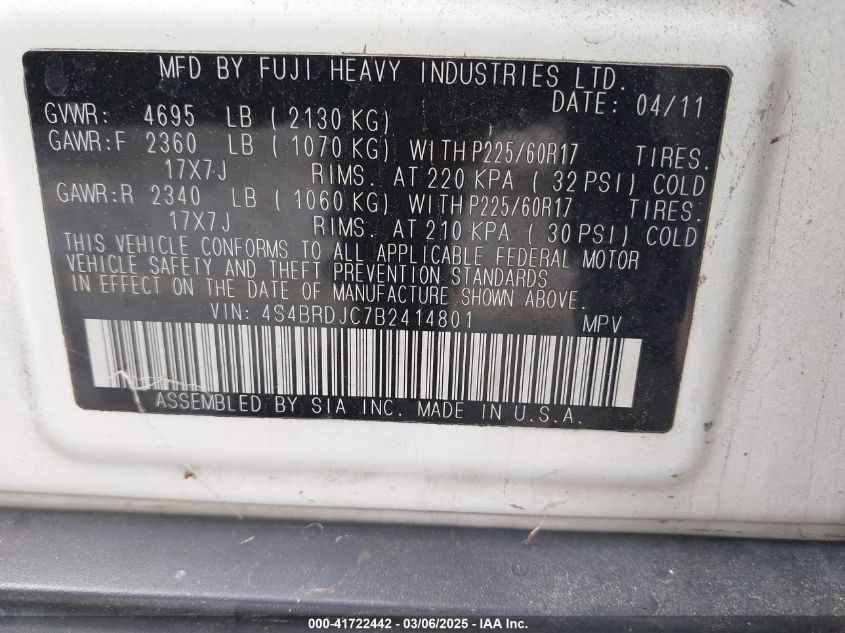 MFD BY FUJI HEAVY INDUSTRIES LTD.
DATE: 04/11
GVWR: 4695 LB ( 2130 KG)
GAWR:F 2360 LB ( 1070 KG) WITH P225/60R17 TIRES.
17X7J RIMS. AT 220 KPA ( 32 PSI) COLD
GAWR:R 2340 LB ( 1060 KG) WITH P225/60R17 TIRES.
17X7J RIMS. AT 210 KPA ( 30 PSI) COLD
THIS VEHICLE CONFORMS TO ALL APPLICABLE FEDERAL MOTOR
VEHICLE SAFETY AND THEFT PREVENTION STANDARDS
IN EFFECT ON THE DATE OF MANUFACTURE SHOWN ABOVE.
VIN: 4S4BRDJC7B2414801 MPV
ASSEMBLED BY SIA INC. MADE IN U.S.A.
000-41722442 - 03/06/2025 - IAA Inc.